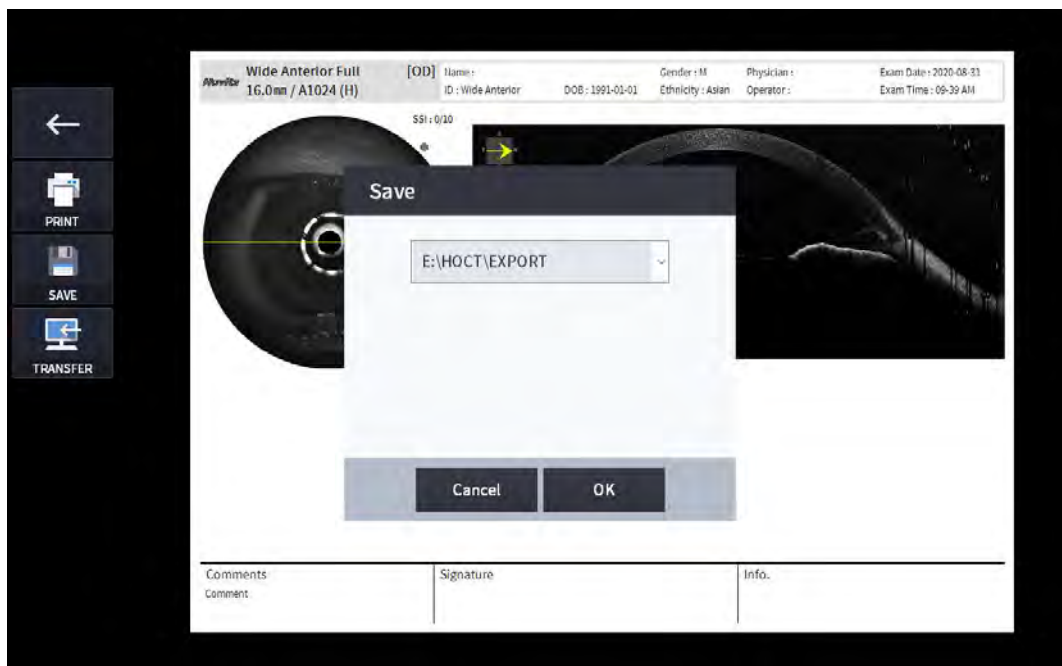 PRINT
SAVE
TRANSFER
Wide Anterior Full [OD]
16.0mm / A1024 (H)
Name :
ID : Wide Anterior DOB : 1991-01-01
Gender : M
Ethnicity : Asian
Physician :
Operator :
Exam Date : 2020-08-31
Exam Time : 09-39 AM
SSI : 0/10
Save
E:\HOCT\EXPORT
Cancel
OK
Comments
Comment
Signature
Info.